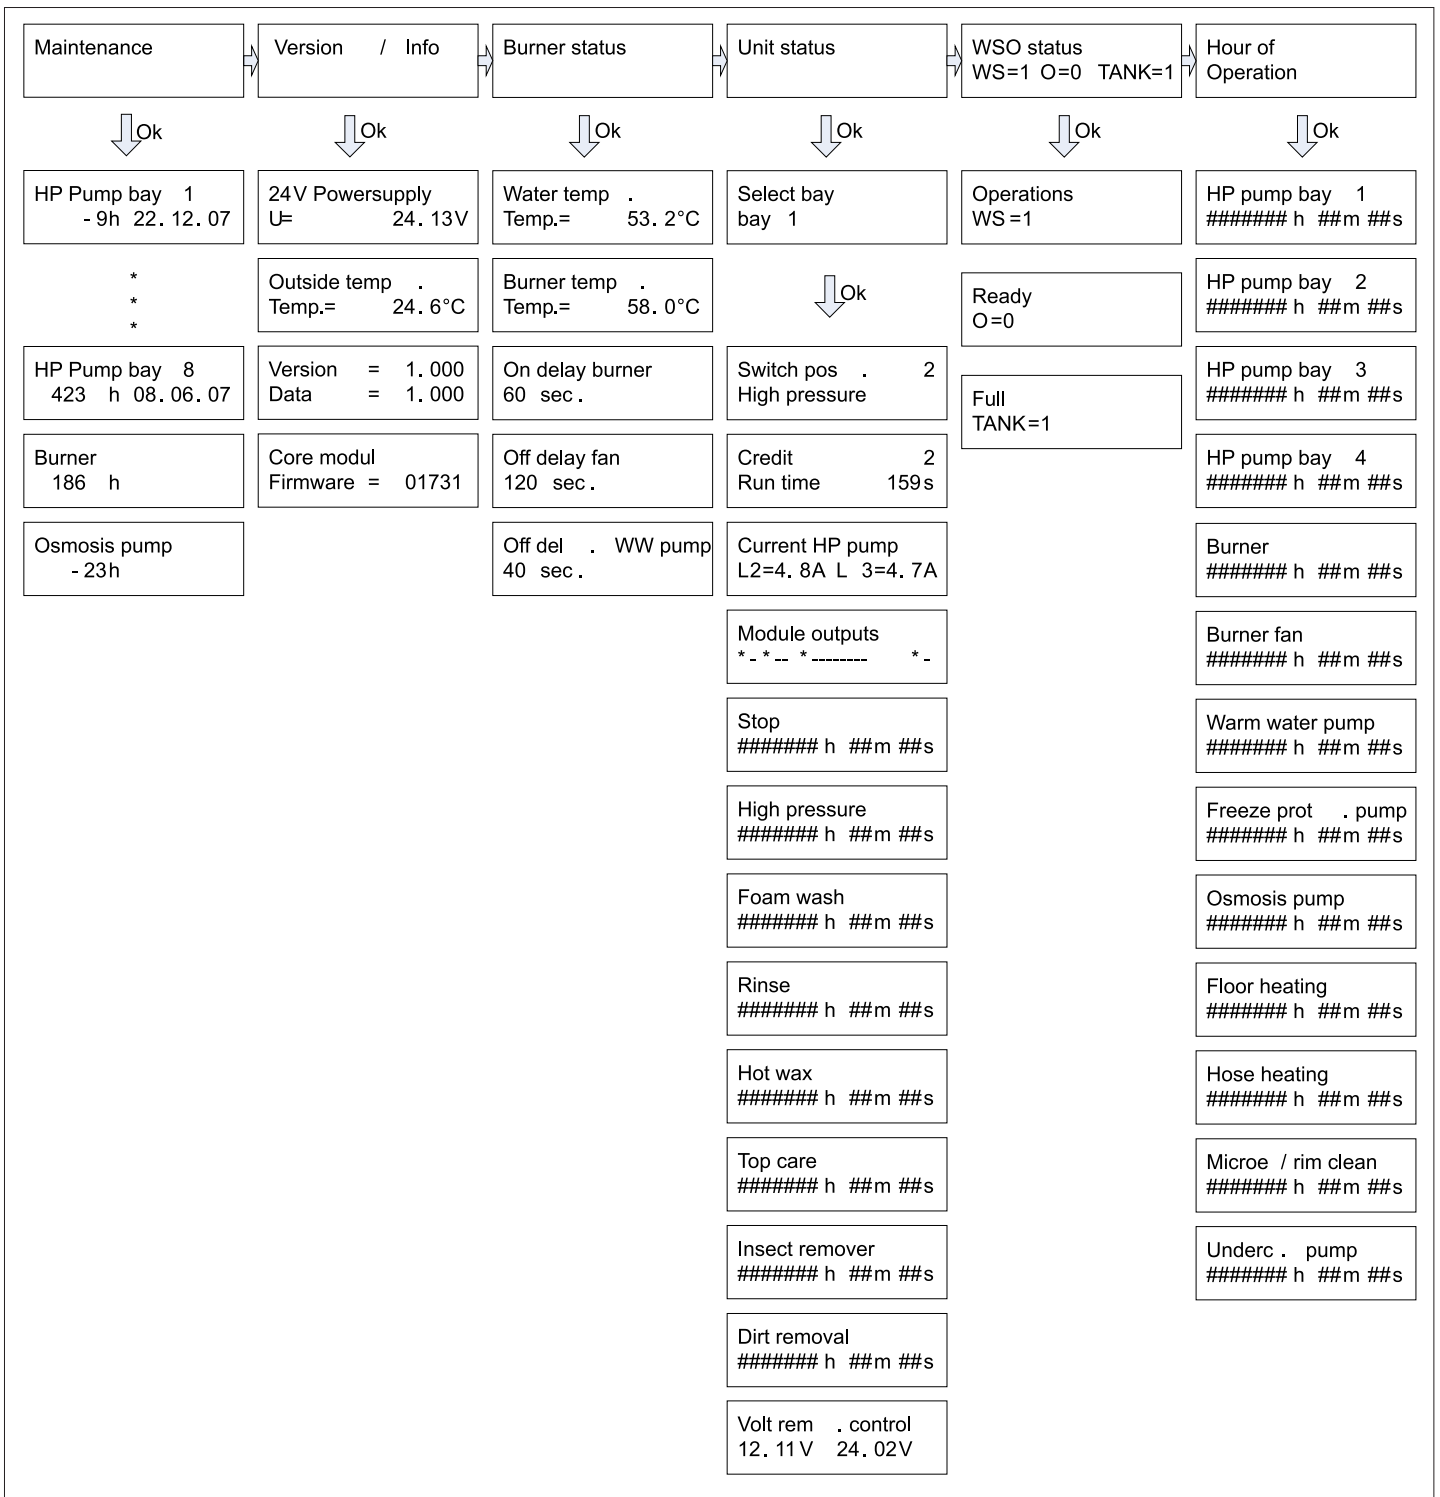 Maintenance
Version / Info
Burner status
Unit status
WSO status
WS=1 O=0 TANK=1
Hour of
Operation
Ok
Ok
Ok
Ok
Ok
Ok
HP Pump bay 1
- 9h 22. 12. 07
*
*
*
HP Pump bay 8
423 h 08. 06. 07
Burner
186 h
Osmosis pump
- 23h
24V Powersupply
U= 24. 13V
Outside temp .
Temp.= 24. 6°C
Version = 1. 000
Data = 1. 000
Core modul
Firmware = 01731
Water temp .
Temp.= 53. 2°C
Burner temp .
Temp.= 58. 0°C
On delay burner
60 sec.
Off delay fan
120 sec.
Off del . WW pump
40 sec.
Select bay
bay 1
Ok
Switch pos . 2
High pressure
Credit 2
Run time 159s
Current HP pump
L2=4. 8A L 3=4. 7A
Module outputs
* - * -- * -------- * -
Stop
####### h ##m ##s
High pressure
####### h ##m ##s
Foam wash
####### h ##m ##s
Rinse
####### h ##m ##s
Hot wax
####### h ##m ##s
Top care
####### h ##m ##s
Insect remover
####### h ##m ##s
Dirt removal
####### h ##m ##s
Volt rem . control
12. 11V 24. 02V
Operations
WS =1
Ready
O=0
Full
TANK=1
HP pump bay 1
####### h ##m ##s
HP pump bay 2
####### h ##m ##s
HP pump bay 3
####### h ##m ##s
HP pump bay 4
####### h ##m ##s
Burner
####### h ##m ##s
Burner fan
####### h ##m ##s
Warm water pump
####### h ##m ##s
Freeze prot . pump
####### h ##m ##s
Osmosis pump
####### h ##m ##s
Floor heating
####### h ##m ##s
Hose heating
####### h ##m ##s
Microe / rim clean
####### h ##m ##s
Underc . pump
####### h ##m ##s